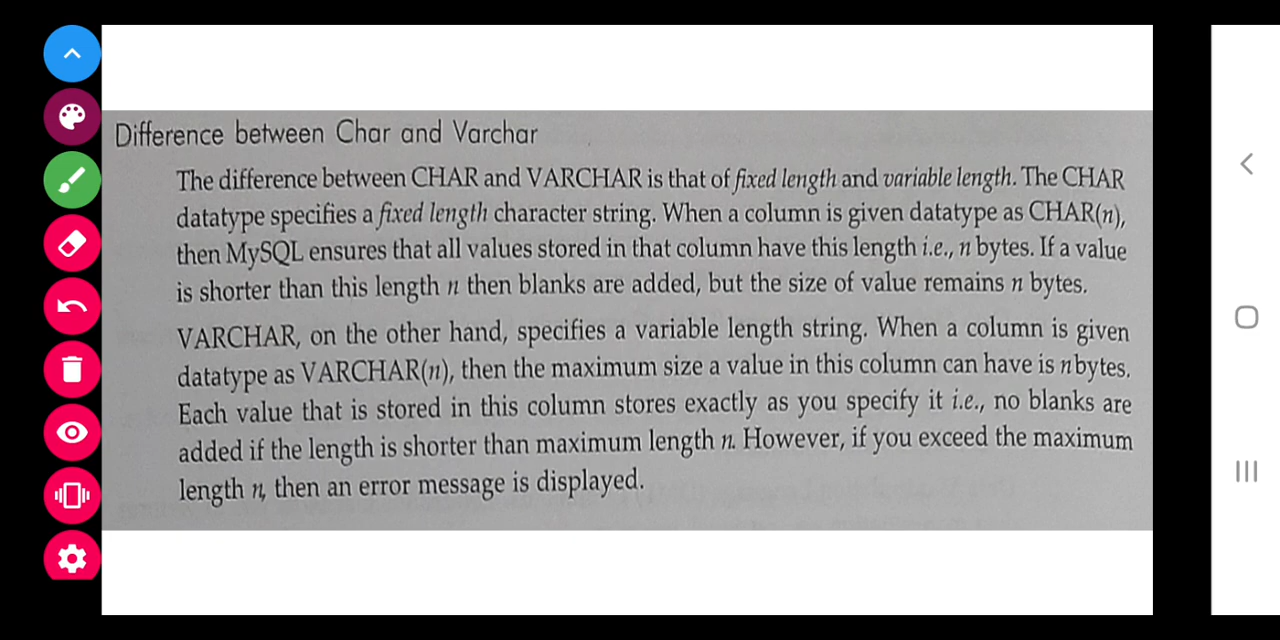 Difference between Char and Varchar
The difference between CHAR and VARCHAR is that of fixed length and variable length. The CHAR
datatype specifies a fixed length character string. When a column is given datatype as CHAR(n),
then MySQL ensures that all values stored in that column have this length i.e., n bytes. If a value
is shorter than this length n then blanks are added, but the size of value remains n bytes.
VARCHAR, on the other hand, specifies a variable length string. When a column is given
datatype as VARCHAR(n), then the maximum size a value in this column can have is n bytes.
Each value that is stored in this column stores exactly as you specify it i.e., no blanks are
added if the length is shorter than maximum length n. However, if you exceed the maximum
length n, then an error message is displayed.